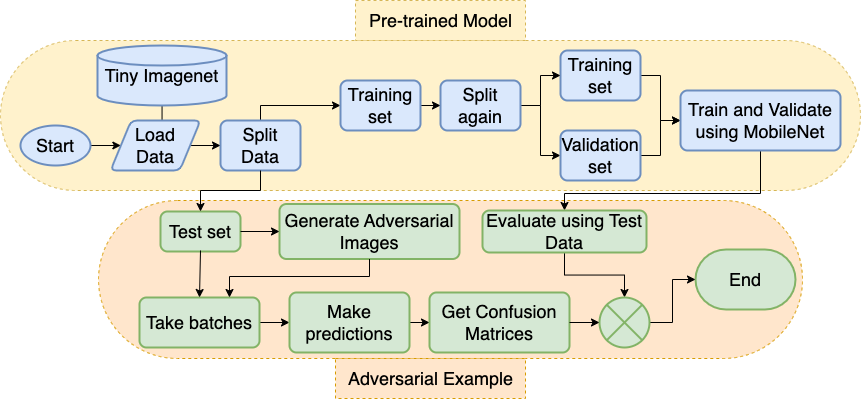 Pre-trained Model
Tiny Imagenet
Start
Load
Data
Split
Data
Training
set
Split
again
Training
set
Validation
set
Train and Validate
using MobileNet
Test set
Generate Adversarial
Images
Evaluate using Test
Data
Take batches
Make
predictions
Get Confusion
Matrices
End
Adversarial Example